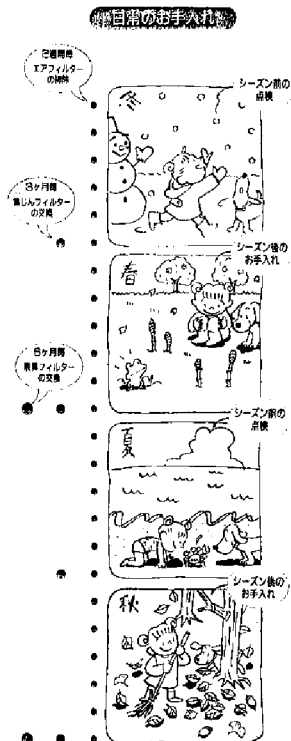 日常のお手入れ
2週間毎
エアフィルター
の掃除
シーズン前の
点検
冬
3ヶ月毎
集じんフィルター
の交換
シーズン後の
お手入れ
春
6ヶ月毎
脱臭フィルター
の交換
シーズン前の
点検
夏
シーズン後の
お手入れ
秋